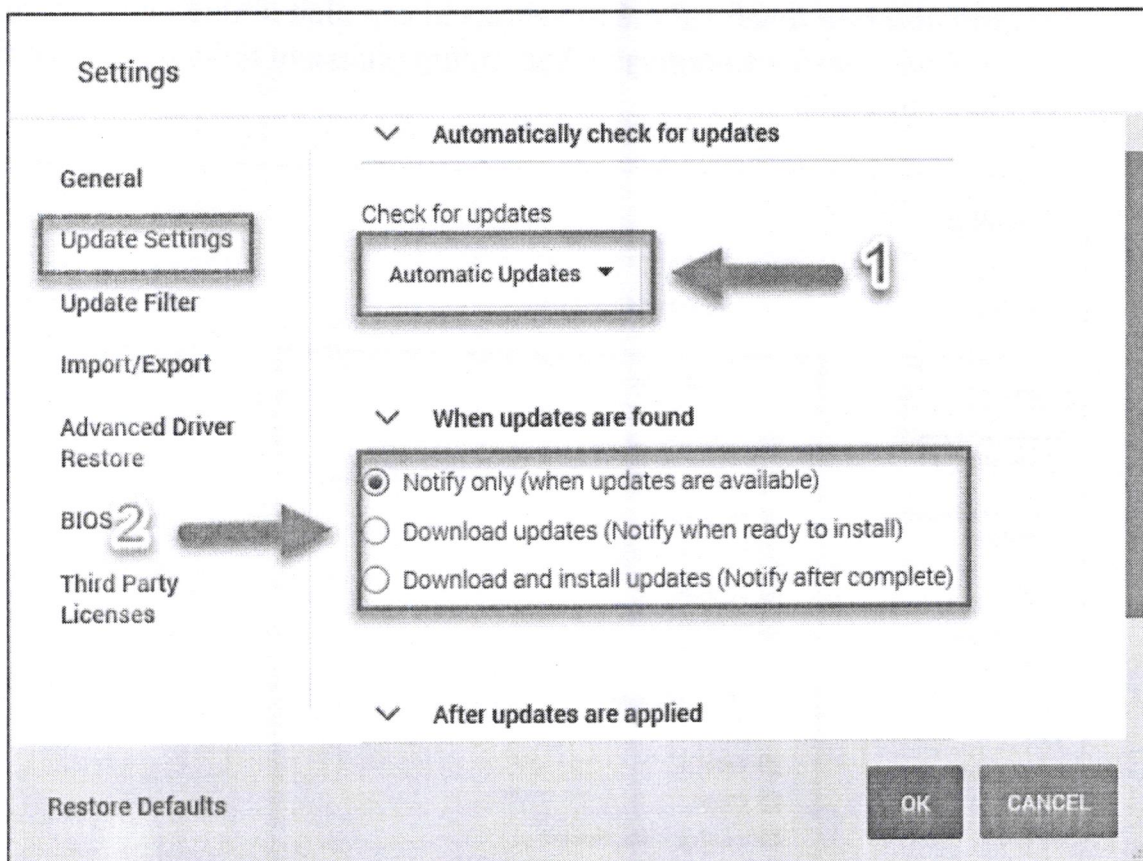 Settings
General
Update Settings
Update Filter
Import/Export
Advanced Driver
Restore
BIOS
Third Party
Licenses
Automatically check for updates
Check for updates
Automatic Updates
1
When updates are found
2
Notify only (when updates are available)
Download updates (Notify when ready to install)
Download and install updates (Notify after complete)
After updates are applied
Restore Defaults
OK
CANCEL